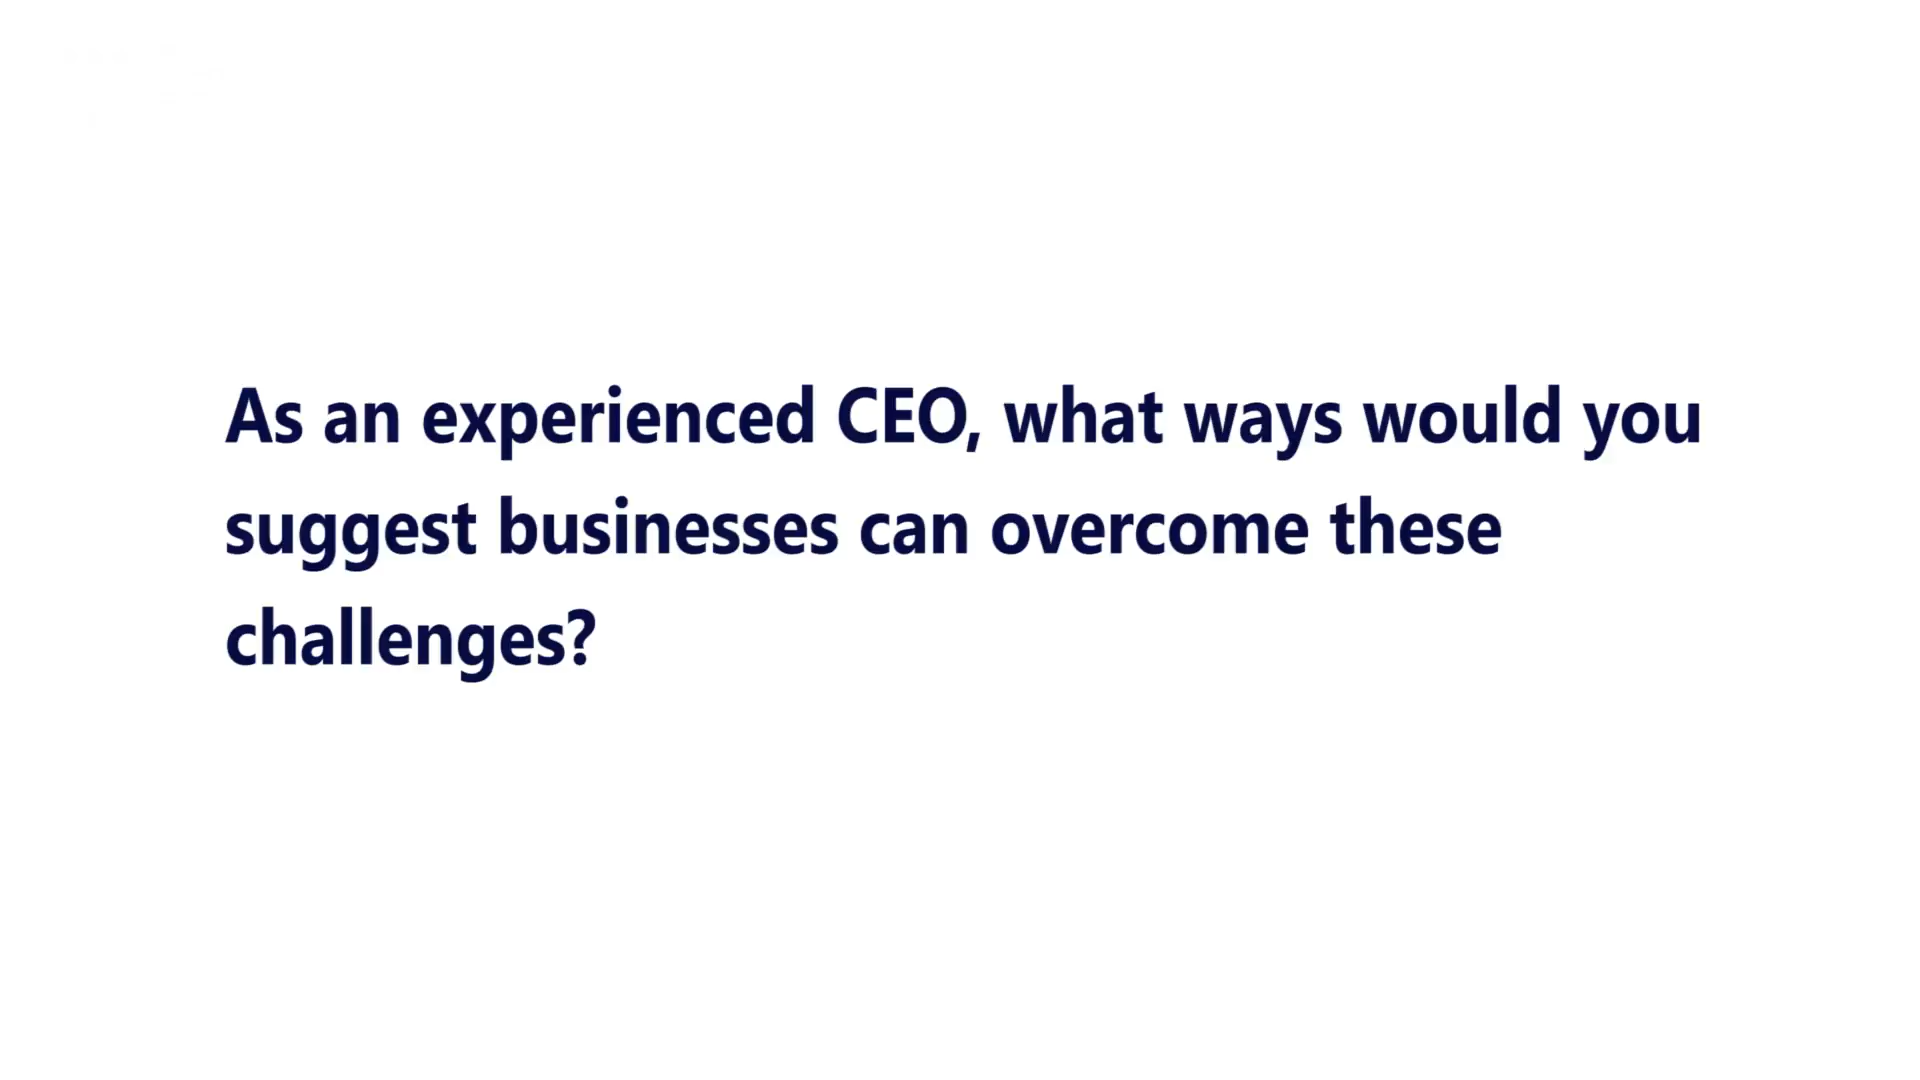 As an experienced CEO, what ways would you
suggest businesses can overcome these
challenges?